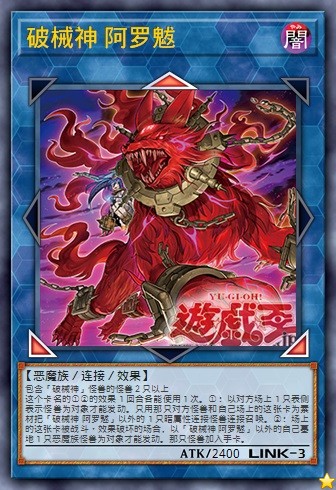 破械神 阿罗魃
闇
YU-GI-OH!
遊戯王
【恶魔族／连接／效果】
包含「破械神」怪兽的怪兽２只以上
这个卡名的①②的效果１回合各能使用１次。①：以对方场上１只表侧
表示怪兽为对象才能发动。只用那只对方怪兽和自己场上的这张卡为素
材把「破械神 阿罗魃」以外的１只暗属性连接怪兽连接召唤。②：场上
的这张卡被战斗·效果破坏的场合，以「破械神 阿罗魃」以外的自己墓
地１只恶魔族怪兽为对象才能发动。那只怪兽加入手卡。
ATK/2400 LINK-3